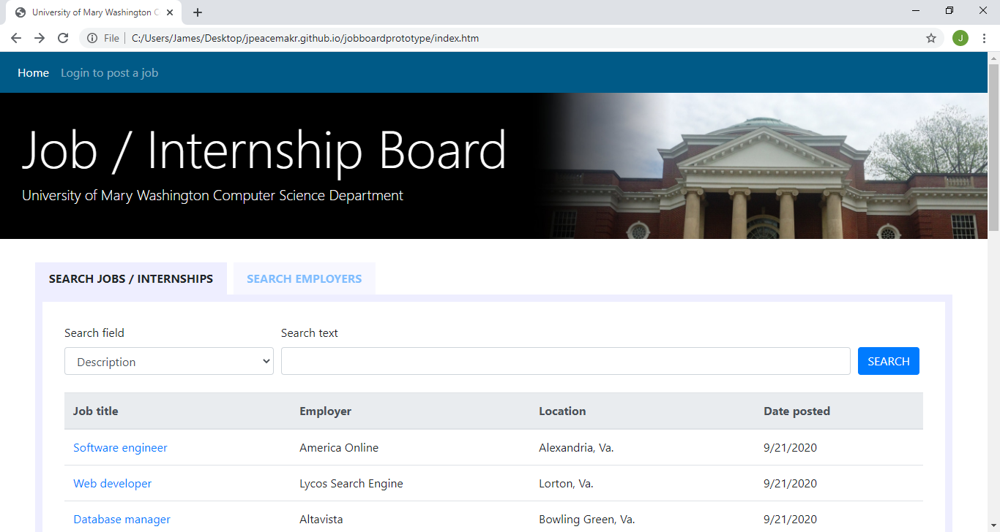 University of Mary Washington C
File
C:/Users/James/Desktop/jpeacemakr.github.io/jobboardprototype/index.htm
J
Home Login to post a job
Job / Internship Board
University of Mary Washington Computer Science Department
SEARCH JOBS / INTERNSHIPS SEARCH EMPLOYERS
Search field Search text
Description SEARCH
Job title Employer Location Date posted
Software engineer America Online Alexandria, Va. 9/21/2020
Web developer Lycos Search Engine Lorton, Va. 9/21/2020
Database manager Altavista Bowling Green, Va. 9/21/2020